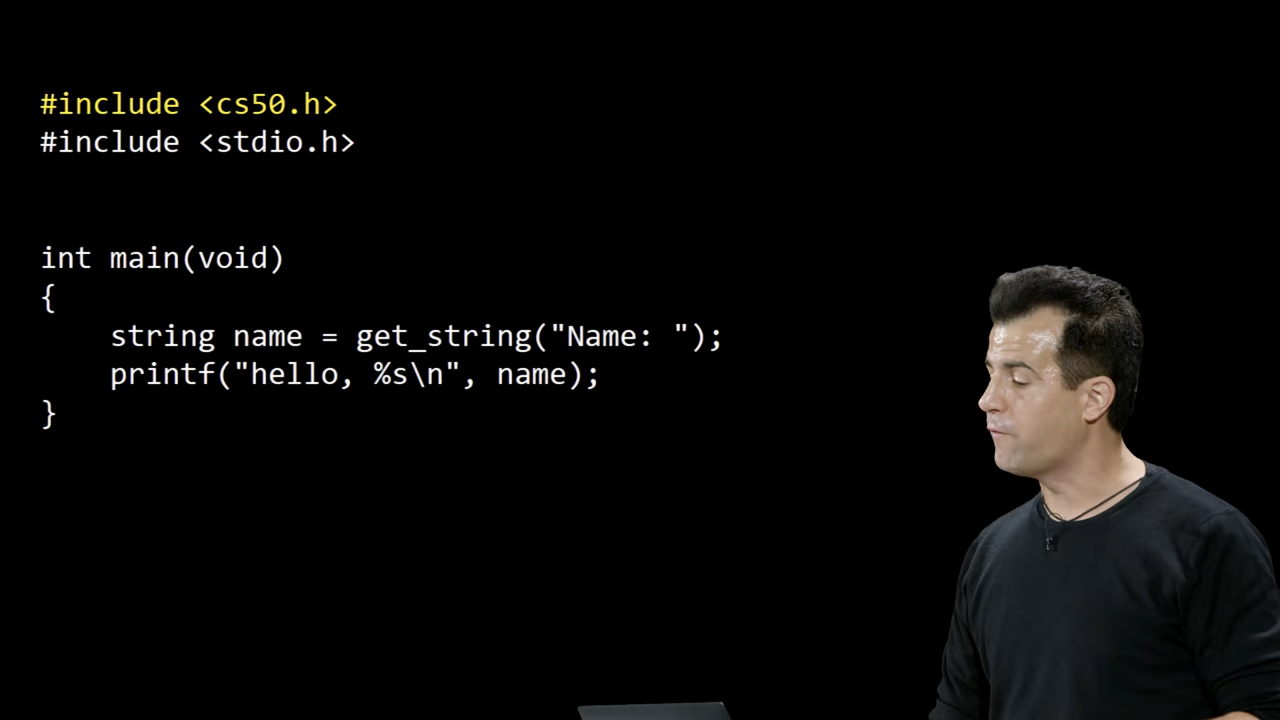 #include <cs50.h>
#include <stdio.h>
int main(void)
{
    string name = get_string("Name: ");
    printf("hello, %s\n", name);
}